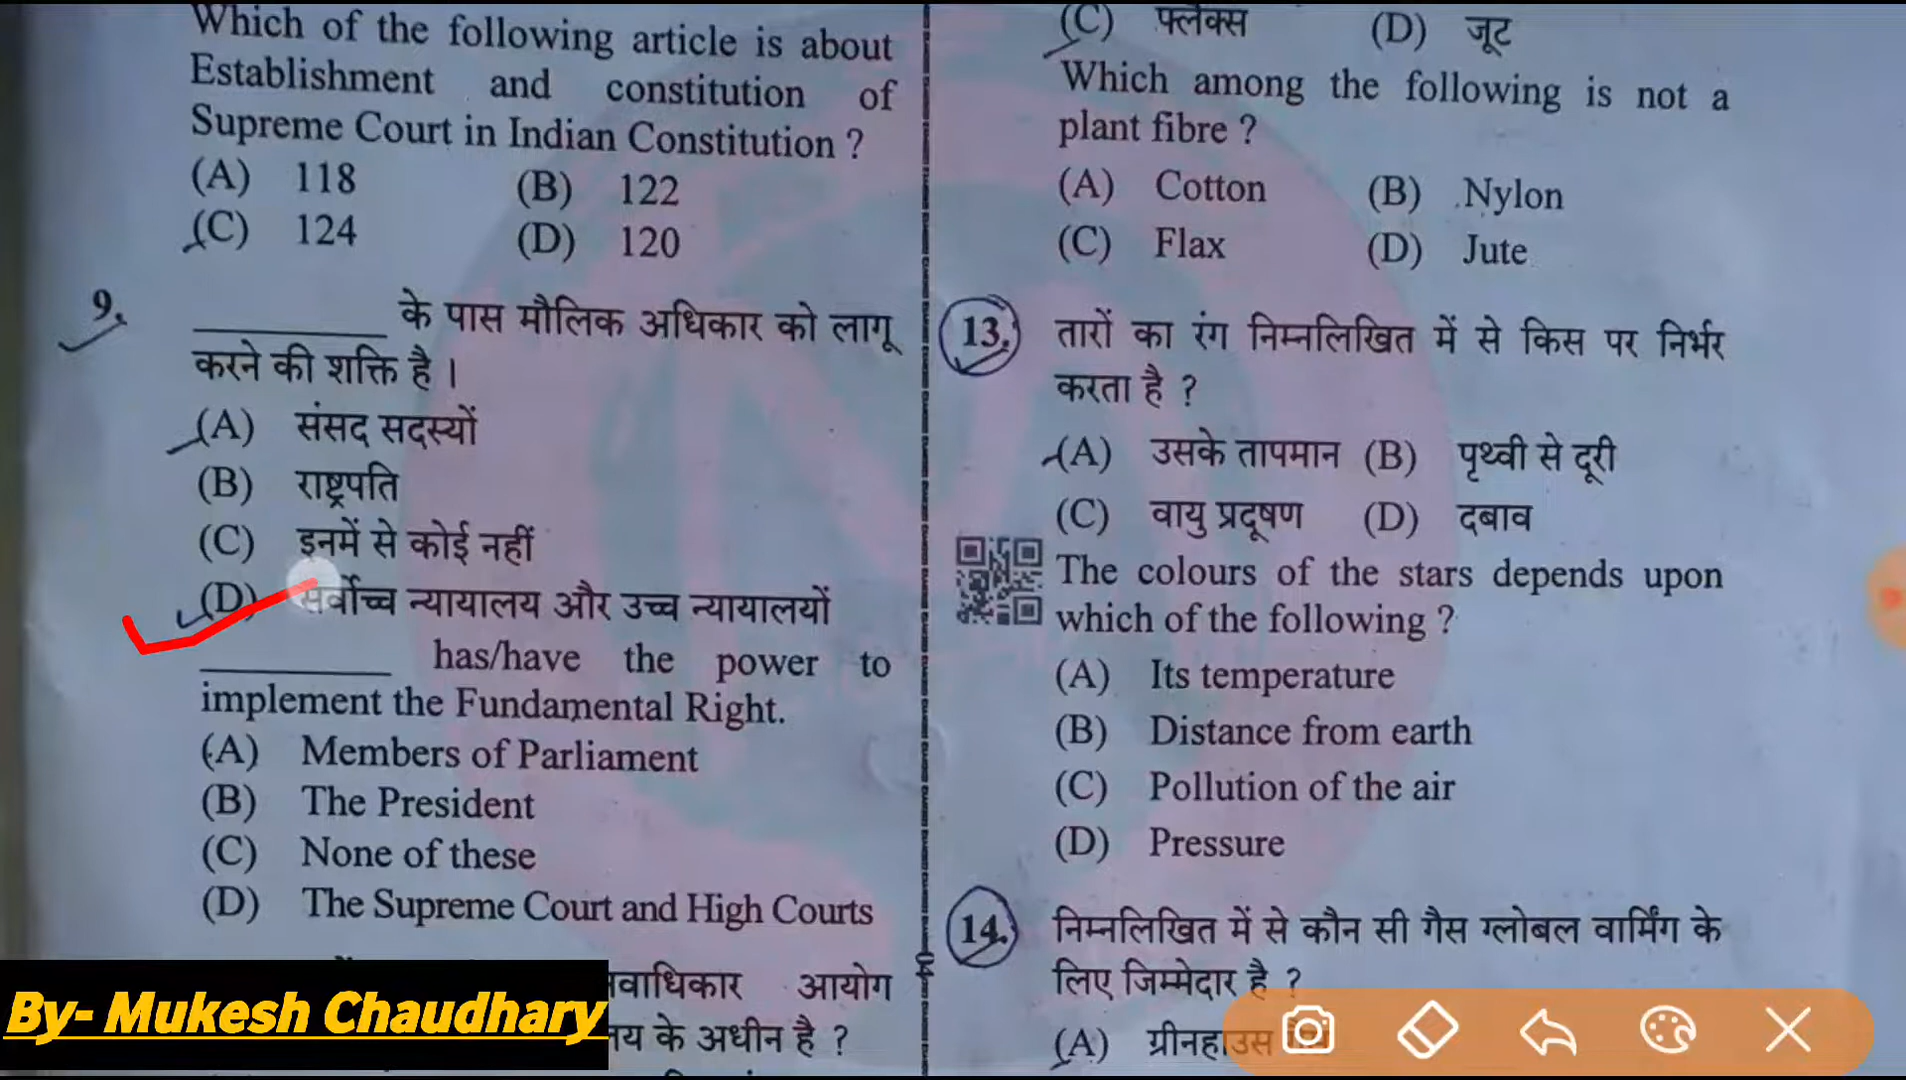 Which of the following article is about
Establishment and constitution of
Supreme Court in Indian Constitution ?
(A) 118 (B) 122
(C) 124 (D) 120
9. ________ के पास मौलिक अधिकार को लागू
करने की शक्ति है ।
(A) संसद सदस्यों
(B) राष्ट्रपति
(C) इनमें से कोई नहीं
(D) सर्वोच्च न्यायालय और उच्च न्यायालयों
________ has/have the power to
implement the Fundamental Right.
(A) Members of Parliament
(B) The President
(C) None of these
(D) The Supreme Court and High Courts
आयोग
के अधीन है ?
By- Mukesh Chaudhary
04
(C) फ्लैक्स (D) जूट
Which among the following is not a
plant fibre ?
(A) Cotton (B) Nylon
(C) Flax (D) Jute
13. तारों का रंग निम्नलिखित में से किस पर निर्भर
करता है ?
(A) उसके तापमान (B) पृथ्वी से दूरी
(C) वायु प्रदूषण (D) दबाव
The colours of the stars depends upon
which of the following ?
(A) Its temperature
(B) Distance from earth
(C) Pollution of the air
(D) Pressure
14. निम्नलिखित में से कौन सी गैस ग्लोबल वार्मिंग के
लिए जिम्मेदार है ?
(A) ग्रीनहाउस